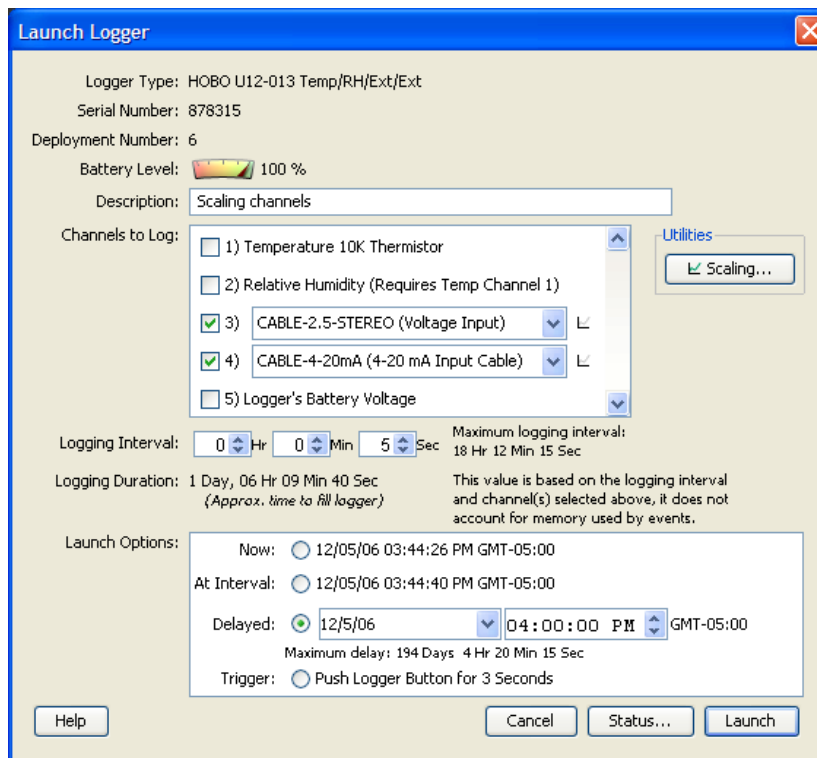 Launch Logger
Logger Type: HOBO U12-013 Temp/RH/Ext/Ext
Serial Number: 878315
Deployment Number: 6
Battery Level: 100 %
Description: Scaling channels
Channels to Log:
1) Temperature 10K Thermistor
2) Relative Humidity (Requires Temp Channel 1)
3) CABLE-2.5-STEREO (Voltage Input)
4) CABLE-4-20mA (4-20 mA Input Cable)
5) Logger's Battery Voltage
Utilities
Scaling...
Logging Interval: 0 Hr 0 Min 5 Sec
Maximum logging interval:
18 Hr 12 Min 15 Sec
Logging Duration: 1 Day, 06 Hr 09 Min 40 Sec
(Approx. time to fill logger)
This value is based on the logging interval
and channel(s) selected above, it does not
account for memory used by events.
Launch Options:
Now: 12/05/06 03:44:26 PM GMT-05:00
At Interval: 12/05/06 03:44:40 PM GMT-05:00
Delayed: 12/5/06 04:00:00 PM GMT-05:00
Maximum delay: 194 Days 4 Hr 20 Min 15 Sec
Trigger: Push Logger Button for 3 Seconds
Help Cancel Status... Launch